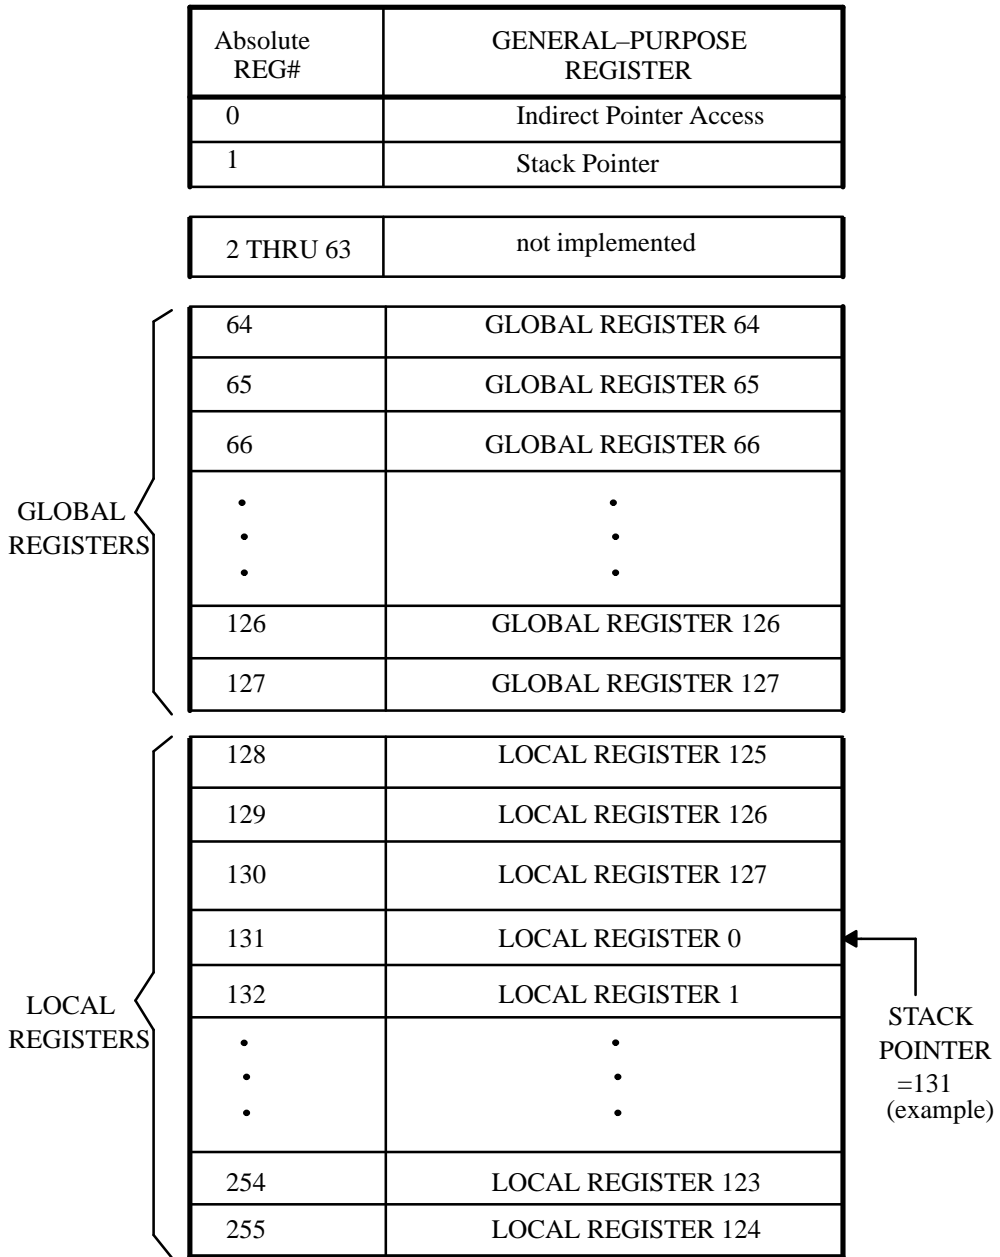 Absolute REG#
GENERAL–PURPOSE REGISTER
0 Indirect Pointer Access
1 Stack Pointer
2 THRU 63 not implemented
64 GLOBAL REGISTER 64
65 GLOBAL REGISTER 65
66 GLOBAL REGISTER 66
GLOBAL
REGISTERS
126 GLOBAL REGISTER 126
127 GLOBAL REGISTER 127
128 LOCAL REGISTER 125
129 LOCAL REGISTER 126
130 LOCAL REGISTER 127
131 LOCAL REGISTER 0
132 LOCAL REGISTER 1
LOCAL
REGISTERS
STACK
POINTER
=131
(example)
254 LOCAL REGISTER 123
255 LOCAL REGISTER 124